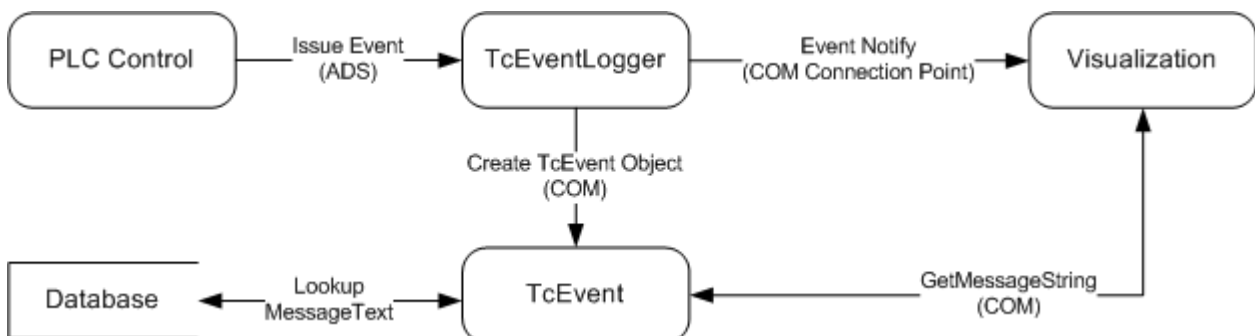 PLC Control
Issue Event
(ADS)
TcEventLogger
Event Notify
(COM Connection Point)
Visualization
Create TcEvent Object
(COM)
Database
Lookup
MessageText
TcEvent
GetMessageString
(COM)